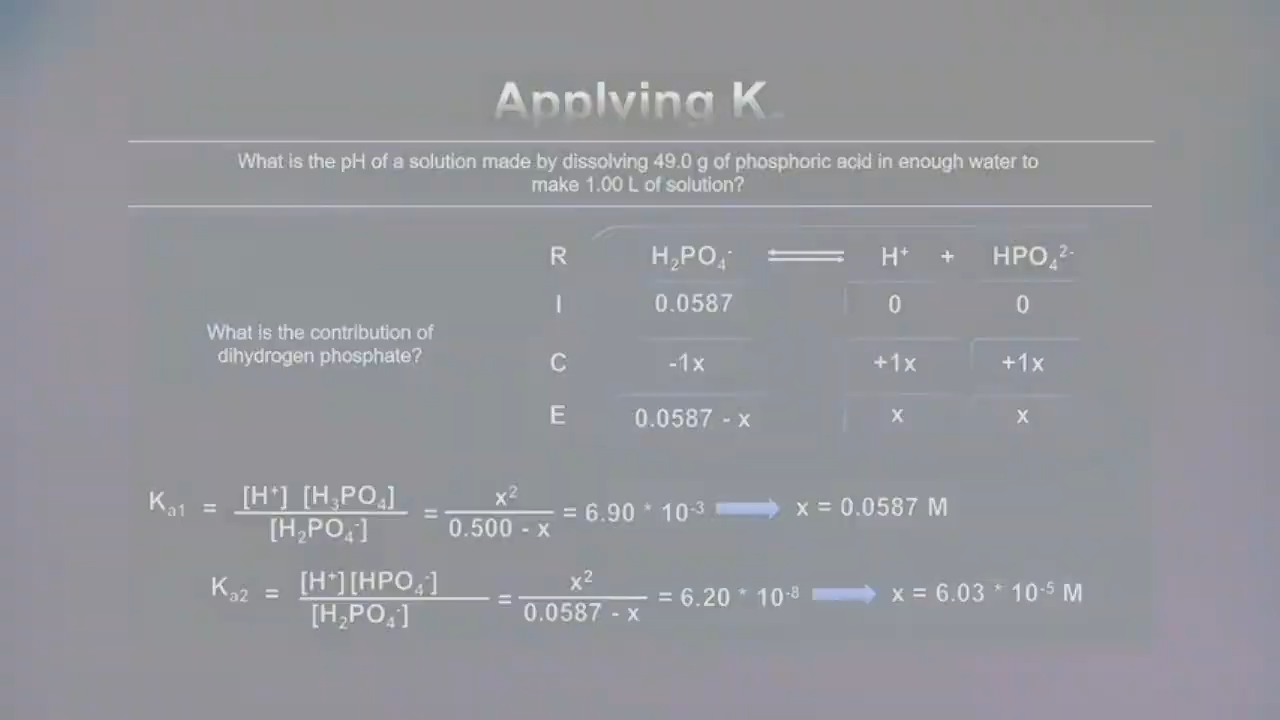 Applying K
What is the pH of a solution made by dissolving 49.0 g of phosphoric acid in enough water to
make 1.00 L of solution?
R H₂PO₄⁻ ⇌ H⁺ + HPO₄²⁻
I 0.0587 0 0
What is the contribution of
dihydrogen phosphate?
C -1x +1x +1x
E 0.0587 - x x x
Kₐ₁ = [H⁺] [H₃PO₄] / [H₂PO₄⁻] = x² / 0.500 - x = 6.90 * 10⁻³ → x = 0.0587 M
Kₐ₂ = [H⁺][HPO₄⁻] / [H₂PO₄⁻] = x² / 0.0587 - x = 6.20 * 10⁻⁸ → x = 6.03 * 10⁻⁵ M